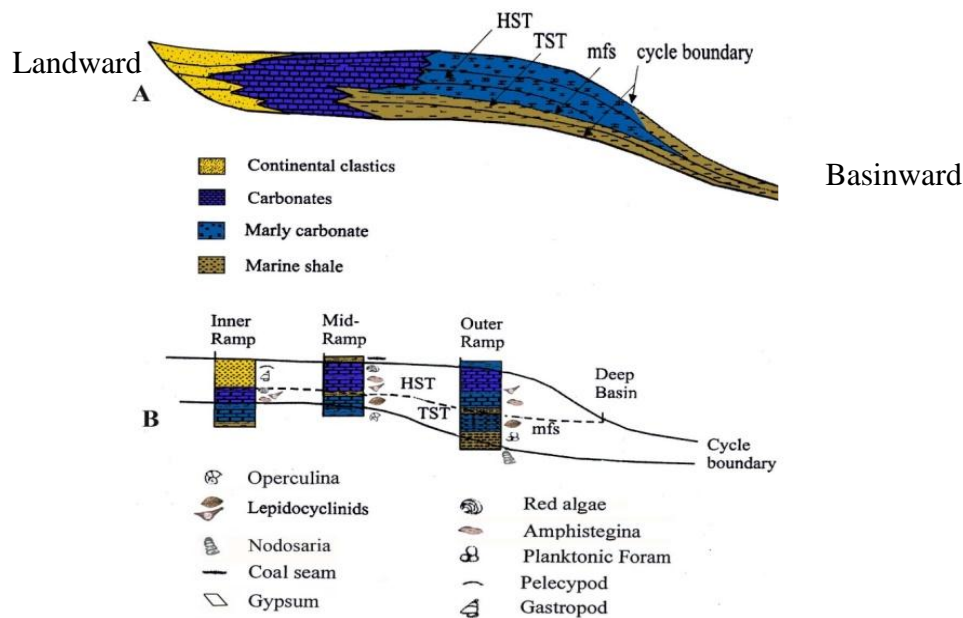 HST
TST
mfs
cycle boundary
Landward
A
Basinward
Continental clastics
Carbonates
Marly carbonate
Marine shale
Inner
Ramp
Mid-
Ramp
Outer
Ramp
Deep
Basin
HST
TST
B
mfs
Cycle
boundary
Operculina
Lepidocyclinids
Nodosaria
Coal seam
Gypsum
Red algae
Amphistegina
Planktonic Foram
Pelecypod
Gastropod